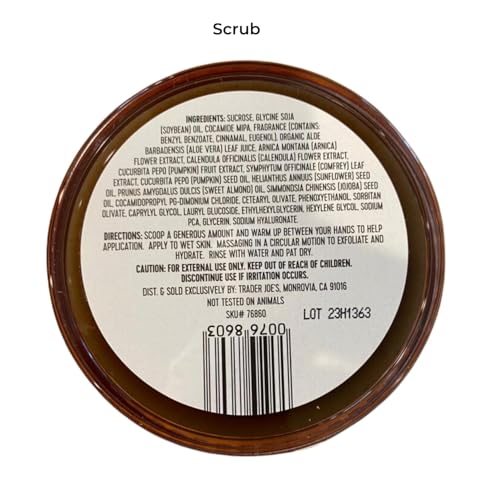 Scrub
INGREDIENTS: SUCROSE, GLYCINE SOJA
(SOYBEAN) OIL, COCAMIDE MIPA, FRAGRANCE (CONTAINS:
BENZYL BENZOATE, CINNAMAL, EUGENOL), ORGANIC ALOE
BARBADENSIS (ALOE VERA) LEAF JUICE, ARNICA MONTANA (ARNICA)
FLOWER EXTRACT, CALENDULA OFFICINALIS (CALENDULA) FLOWER EXTRACT,
CUCURBITA PEPO (PUMPKIN) FRUIT EXTRACT, SYMPHYTUM OFFICINALE (COMFREY) LEAF
EXTRACT, CUCURBITA PEPO (PUMPKIN) SEED OIL, HELIANTHUS ANNUUS (SUNFLOWER) SEED
OIL, PRUNUS AMYGDALUS DULCIS (SWEET ALMOND) OIL, SIMMONDSIA CHINENSIS (JOJOBA) SEED
OIL, COCAMIDOPROPYL PG-DIMONIUM CHLORIDE, CETEARYL OLIVATE, PHENOXYETHANOL, SORBITAN
OLIVATE, CAPRYLYL GLYCOL, LAURYL GLUCOSIDE, ETHYLHEXYLGLYCERIN, HEXYLENE GLYCOL, SODIUM
PCA, GLYCERIN, SODIUM HYALURONATE.
DIRECTIONS: SCOOP A GENEROUS AMOUNT AND WARM UP BETWEEN YOUR HANDS TO HELP
APPLICATION. APPLY TO WET SKIN. MASSAGING IN A CIRCULAR MOTION TO EXFOLIATE AND
HYDRATE. RINSE WITH WATER AND PAT DRY.
CAUTION: FOR EXTERNAL USE ONLY. KEEP OUT OF REACH OF CHILDREN.
DISCONTINUE USE IF IRRITATION OCCURS.
DIST. & SOLD EXCLUSIVELY BY: TRADER JOE'S, MONROVIA, CA 91016
NOT TESTED ON ANIMALS
SKU# 76860
LOT 23H1363
0076 8603